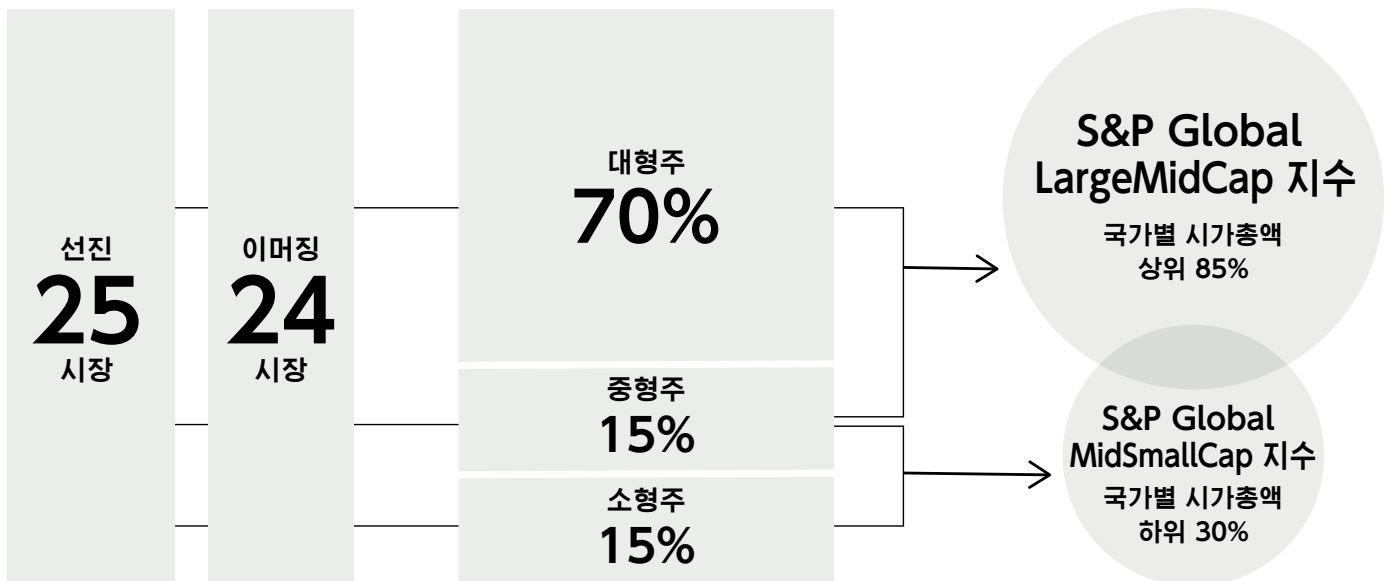 선진
25
시장
이머징
24
시장
대형주
70%
중형주
15%
소형주
15%
S&P Global
LargeMidCap 지수
국가별 시가총액
상위 85%
S&P Global
MidSmallCap 지수
국가별 시가총액
하위 30%